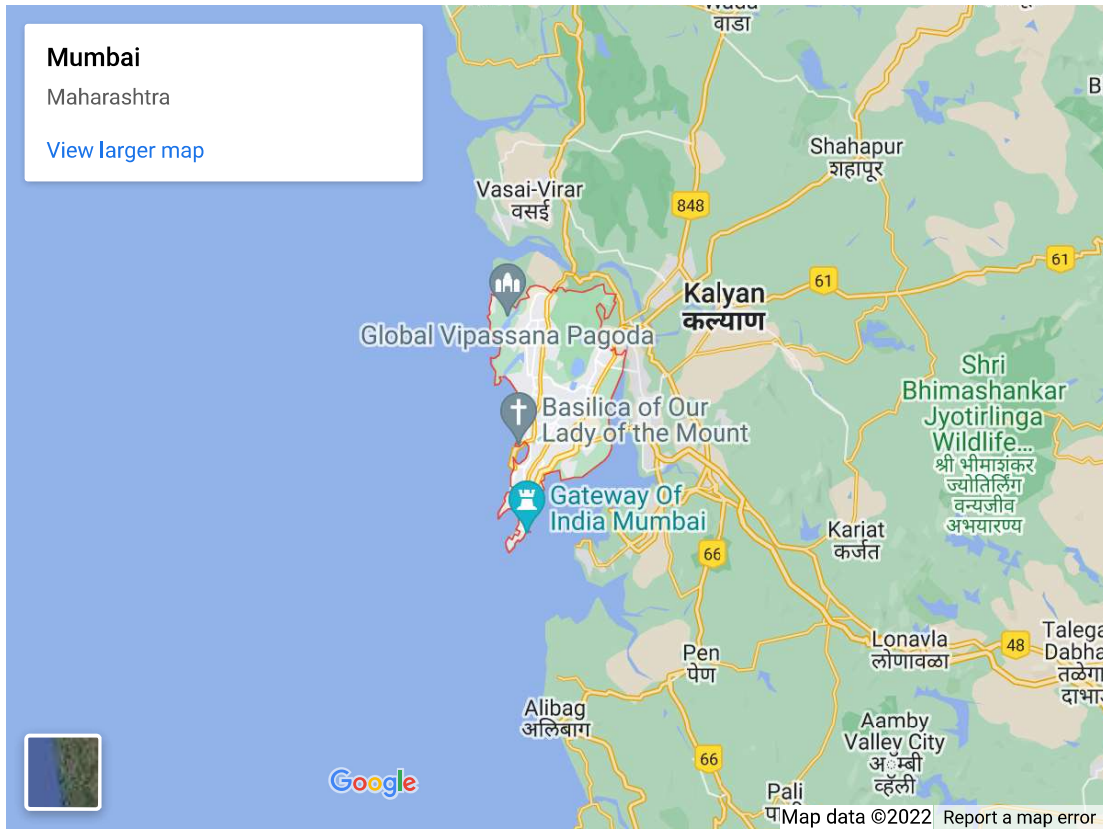 Mumbai
Maharashtra
View larger map
वाडा
Shahapur
शहापूर
Vasai-Virar
वसई
848
61
61
Kalyan
कल्याण
Global Vipassana Pagoda
Shri
Bhimashankar
Jyotirlinga
Wildlife...
श्री भीमाशंकर
ज्योतिर्लिंग
वन्यजीव
अभयारण्य
Basilica of Our
Lady of the Mount
Gateway Of
India Mumbai
Karjat
कर्जत
66
Pen
पेण
Lonavla
लोणावळा
48
Alibag
अलिबाग
Aamby
Valley City
अॅम्बी
व्हॅली
66
Pali
Google
Map data ©2022
Report a map error